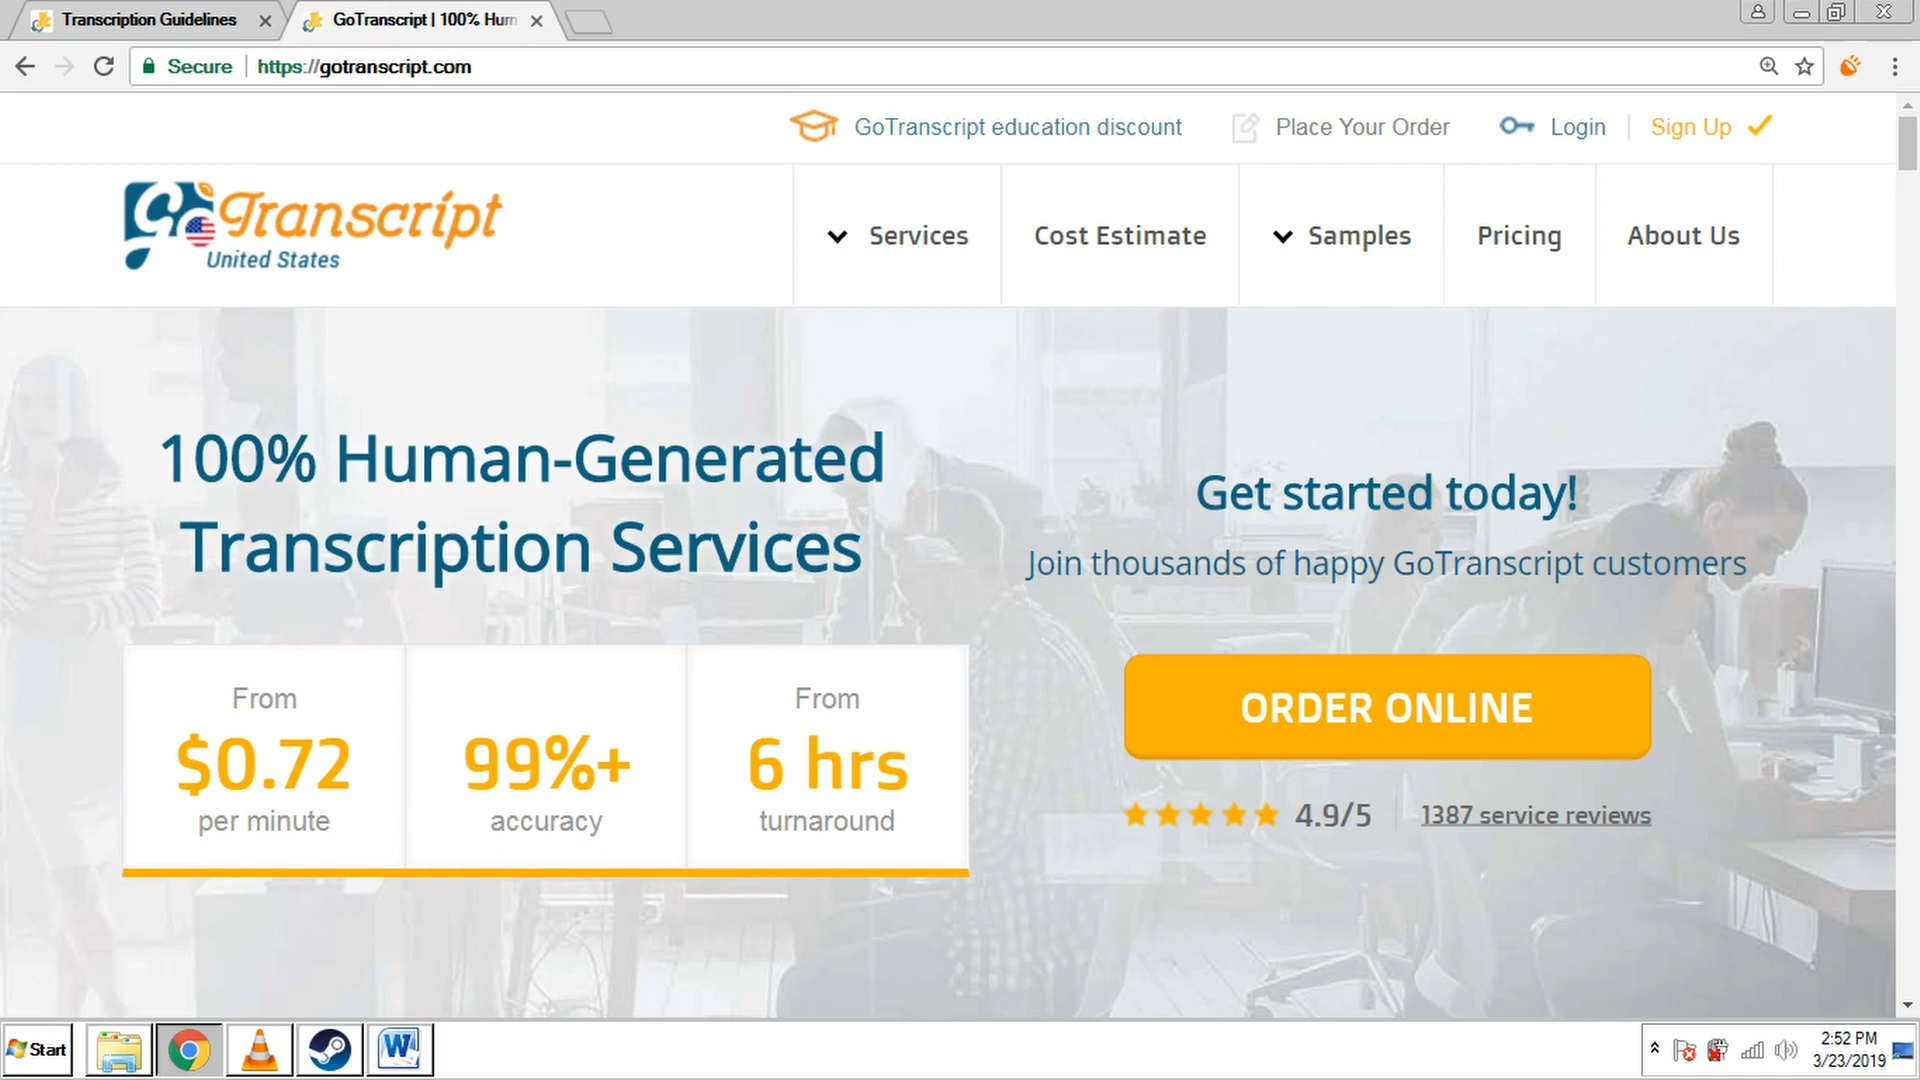 Transcription Guidelines
GoTranscript | 100% Hum
Secure
https://gotranscript.com
GoTranscript education discount
Place Your Order
Login
Sign Up
GoTranscript
United States
Services
Cost Estimate
Samples
Pricing
About Us
100% Human-Generated
Transcription Services
Get started today!
Join thousands of happy GoTranscript customers
From
$0.72
per minute
99%+
accuracy
From
6 hrs
turnaround
ORDER ONLINE
4.9/5
1387 service reviews
Start
W
2:52 PM
3/23/2019